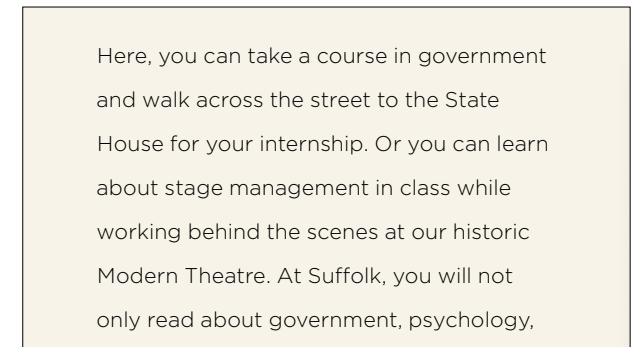 Here, you can take a course in government
and walk across the street to the State
House for your internship. Or you can learn
about stage management in class while
working behind the scenes at our historic
Modern Theatre. At Suffolk, you will not
only read about government, psychology,